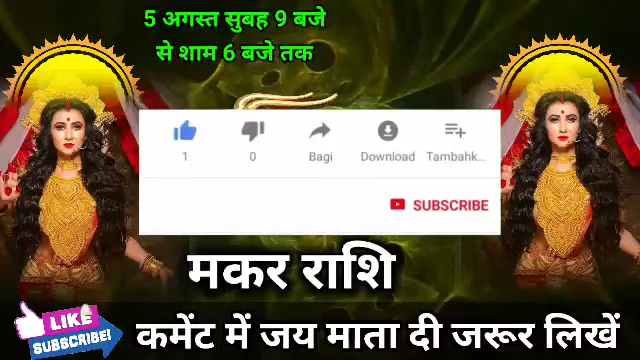 5 अगस्त सुबह 9 बजे
से शाम 6 बजे तक
1 0 Bagi Download Tambahk...
SUBSCRIBE
मकर राशि
LIKE
SUBSCRIBE!
कमेंट में जय माता दी जरूर लिखें